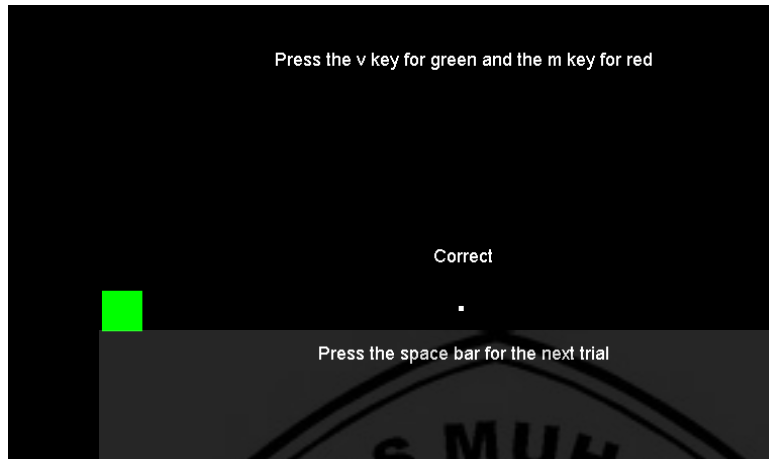 Press the v key for green and the m key for red
Correct
Press the space bar for the next trial
S MUH